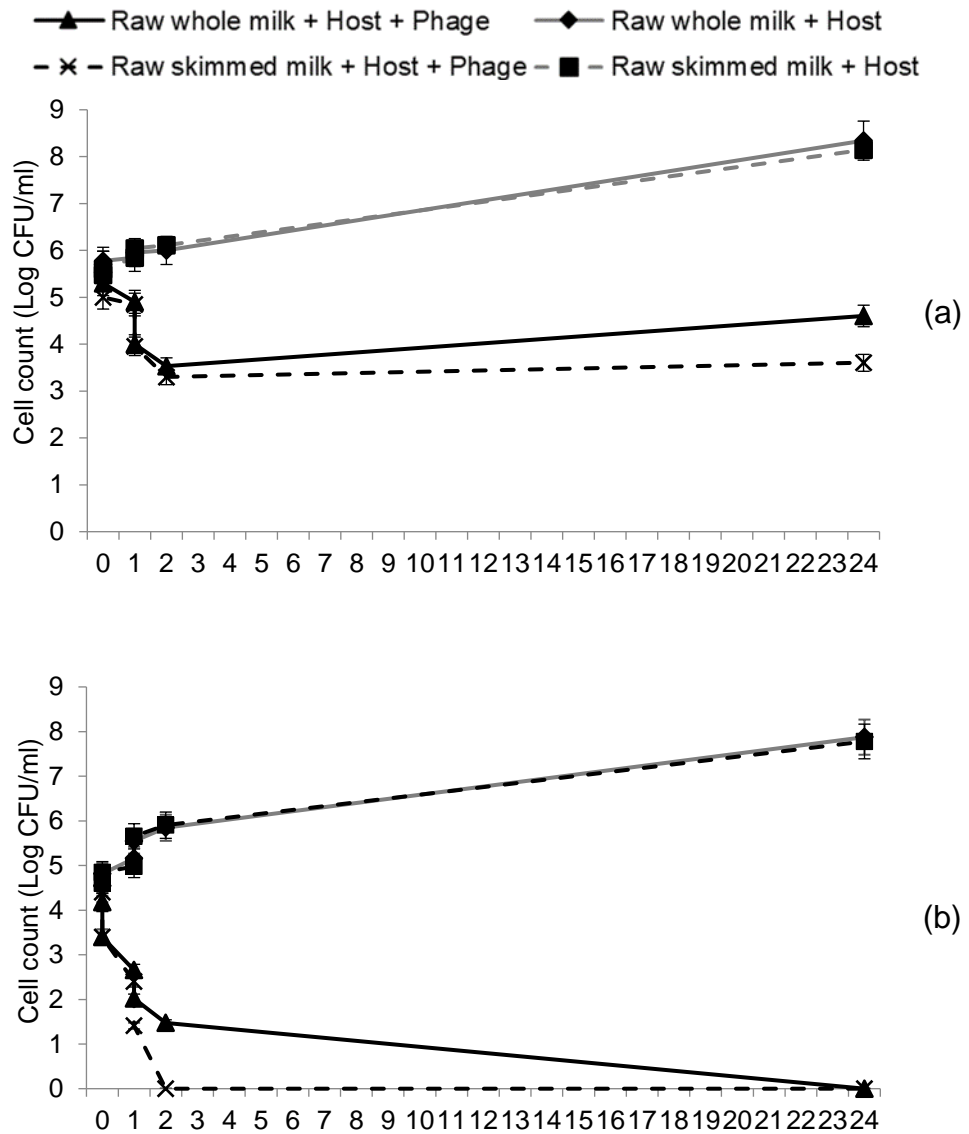 Raw whole milk + Host + Phage Raw whole milk + Host
Raw skimmed milk + Host + Phage Raw skimmed milk + Host
9
8
7
6
5
4
3
2
1
0
Cell count (Log CFU/ml)
(a)
0 1 2 3 4 5 6 7 8 9 10 11 12 13 14 15 16 17 18 19 20 21 22 23 24
9
8
7
6
5
4
3
2
1
0
Cell count (Log CFU/ml)
(b)
0 1 2 3 4 5 6 7 8 9 10 11 12 13 14 15 16 17 18 19 20 21 22 23 24